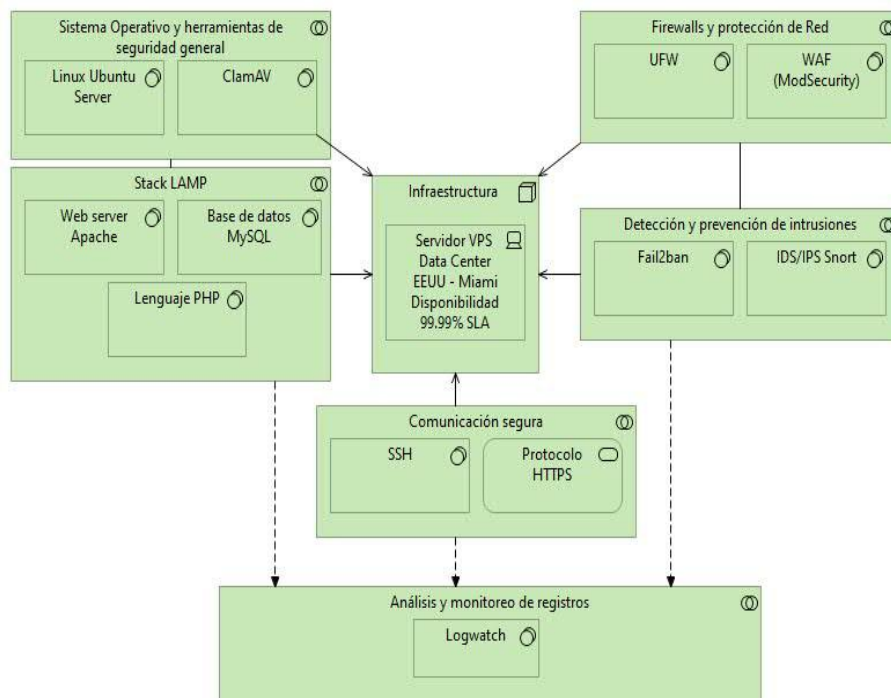 Sistema Operativo y herramientas de
seguridad general
Linux Ubuntu
Server
ClamAV
Firewalls y protección de Red
UFW
WAF
(ModSecurity)
Stack LAMP
Web server
Apache
Base de datos
MySQL
Lenguaje PHP
Infraestructura
Servidor VPS
Data Center
EEUU - Miami
Disponibilidad
99.99% SLA
Detección y prevención de intrusiones
Fail2ban
IDS/IPS Snort
Comunicación segura
SSH
Protocolo
HTTPS
Análisis y monitoreo de registros
Logwatch